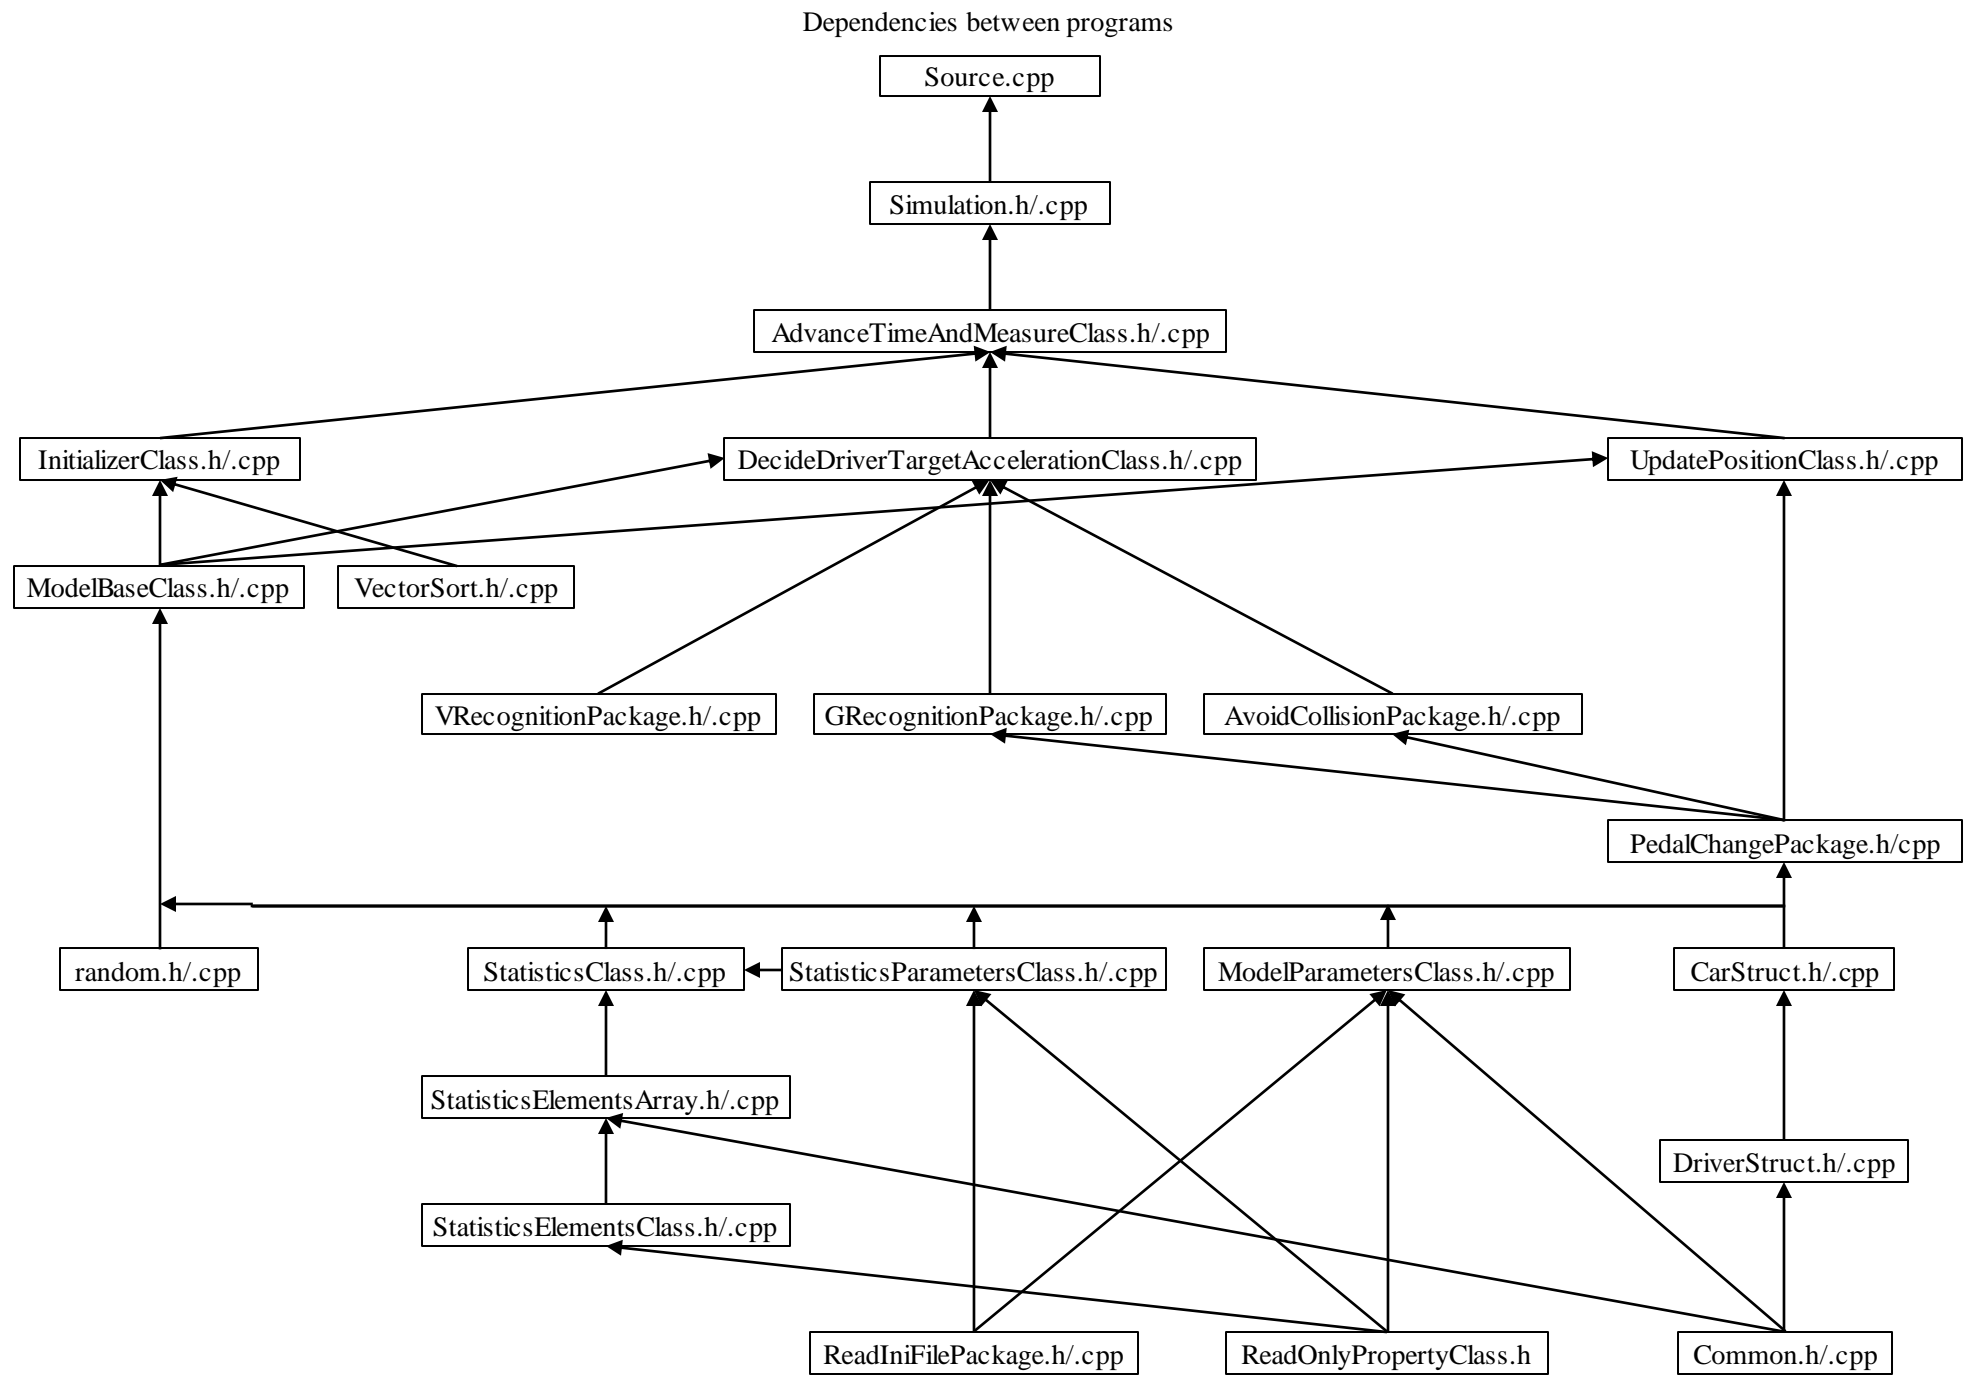 Dependencies between programs
Source.cpp
Simulation.h/.cpp
AdvanceTimeAndMeasureClass.h/.cpp
InitializerClass.h/.cpp
DecideDriverTargetAccelerationClass.h/.cpp
UpdatePositionClass.h/.cpp
ModelBaseClass.h/.cpp
VectorSort.h/.cpp
VRecognitionPackage.h/.cpp
GRecognitionPackage.h/.cpp
AvoidCollisionPackage.h/.cpp
PedalChangePackage.h/cpp
random.h/.cpp
StatisticsClass.h/.cpp
StatisticsParametersClass.h/.cpp
ModelParametersClass.h/.cpp
CarStruct.h/.cpp
StatisticsElementsArray.h/.cpp
DriverStruct.h/.cpp
StatisticsElementsClass.h/.cpp
ReadIniFilePackage.h/.cpp
ReadOnlyPropertyClass.h
Common.h/.cpp